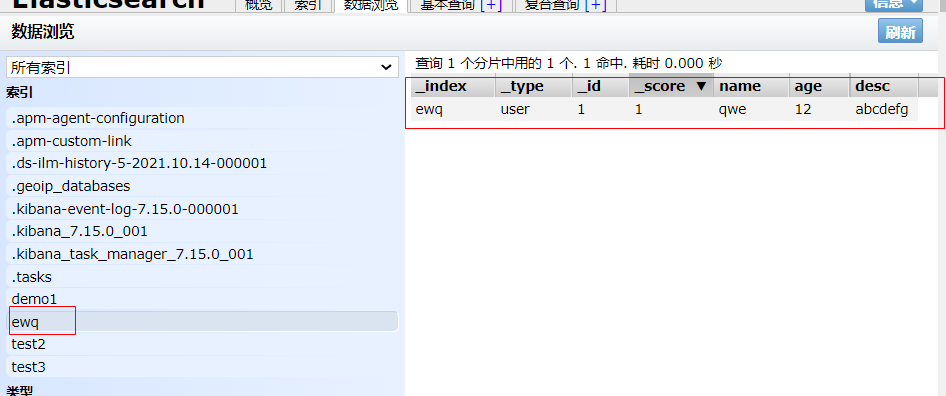 Elasticsearch
概览 索引 数据浏览 基本查询 [+] 复合查询 [+] 信息
数据浏览 刷新
所有索引
索引
.apm-agent-configuration
.apm-custom-link
.ds-ilm-history-5-2021.10.14-000001
.geoip_databases
.kibana-event-log-7.15.0-000001
.kibana_7.15.0_001
.kibana_task_manager_7.15.0_001
.tasks
demo1
ewq
test2
test3
类型
查询 1 个分片中用的 1 个. 1 命中. 耗时 0.000 秒
_index _type _id _score ▼ name age desc
ewq user 1 1 qwe 12 abcdefg